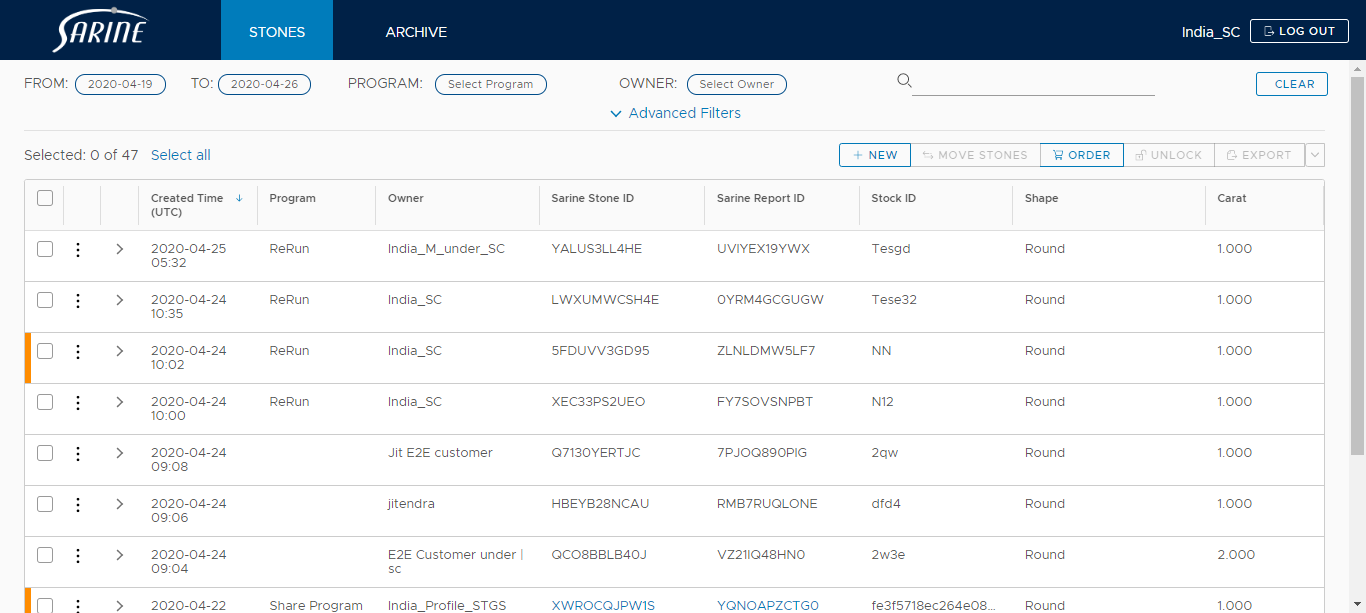 SARINE STONES ARCHIVE India_SC LOG OUT
FROM: 2020-04-19 TO: 2020-04-26 PROGRAM: Select Program OWNER: Select Owner CLEAR
Advanced Filters
Selected: 0 of 47 Select all + NEW MOVE STONES ORDER UNLOCK EXPORT
Created Time Program Owner Sarine Stone ID Sarine Report ID Stock ID Shape Carat
(UTC)
2020-04-25 ReRun India_M_under_SC YALUS3LL4HE UVIYEX19YWX Tesgd Round 1.000
05:32
2020-04-24 ReRun India_SC LWXUMWCSH4E 0YRM4GCGUGW Tese32 Round 1.000
10:35
2020-04-24 ReRun India_SC 5FDUVV3GD95 ZLNLDMW5LF7 NN Round 1.000
10:02
2020-04-24 ReRun India_SC XEC33PS2UEO FY7SOVSNPBT N12 Round 1.000
10:00
2020-04-24 Jit E2E customer Q7130YERTJC 7PJOQ890PIG 2qw Round 1.000
09:08
2020-04-24 jitendra HBEYB28NCAU RMB7RUQLONE dfd4 Round 1.000
09:06
2020-04-24 E2E Customer under | QCO8BBLB40J VZ21IQ48HN0 2w3e Round 2.000
09:04 sc
2020-04-22 Share Program India_Profile_STGS XWROCQJPW1S YQNOAPZCTG0 fe3f5718ec264e08... Round 1.000